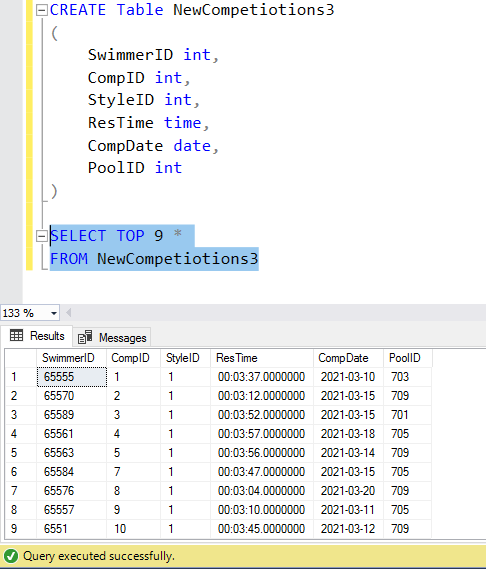 CREATE Table NewCompetiotions3
(
SwimmerID int,
CompID int,
StyleID int,
ResTime time,
CompDate date,
PoolID int
)
SELECT TOP 9 *
FROM NewCompetiotions3
133 %
Results Messages
SwimmerID CompID StyleID ResTime CompDate PoolID
1 65555 1 1 00:03:37.0000000 2021-03-10 703
2 65570 2 1 00:03:12.0000000 2021-03-15 709
3 65589 3 1 00:03:52.0000000 2021-03-15 701
4 65561 4 1 00:03:57.0000000 2021-03-18 705
5 65563 5 1 00:03:56.0000000 2021-03-14 709
6 65584 7 1 00:03:47.0000000 2021-03-15 705
7 65576 8 1 00:03:04.0000000 2021-03-20 709
8 65557 9 1 00:03:10.0000000 2021-03-11 705
9 6551 10 1 00:03:45.0000000 2021-03-12 709
Query executed successfully.